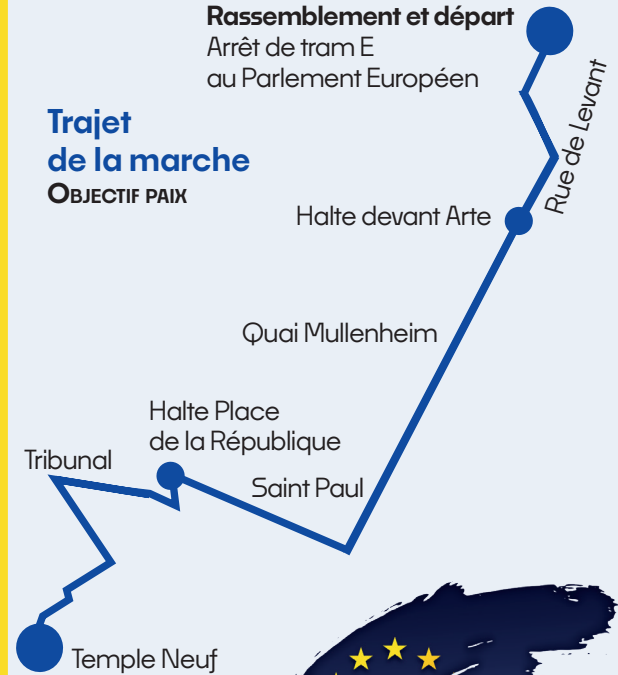 Rassemblement et départ
Arrêt de tram E
au Parlement Européen
Trajet
de la marche
OBJECTIF PAIX
Rue de Levant
Halte devant Arte
Quai Mullenheim
Halte Place
de la République
Tribunal
Saint Paul
Temple Neuf